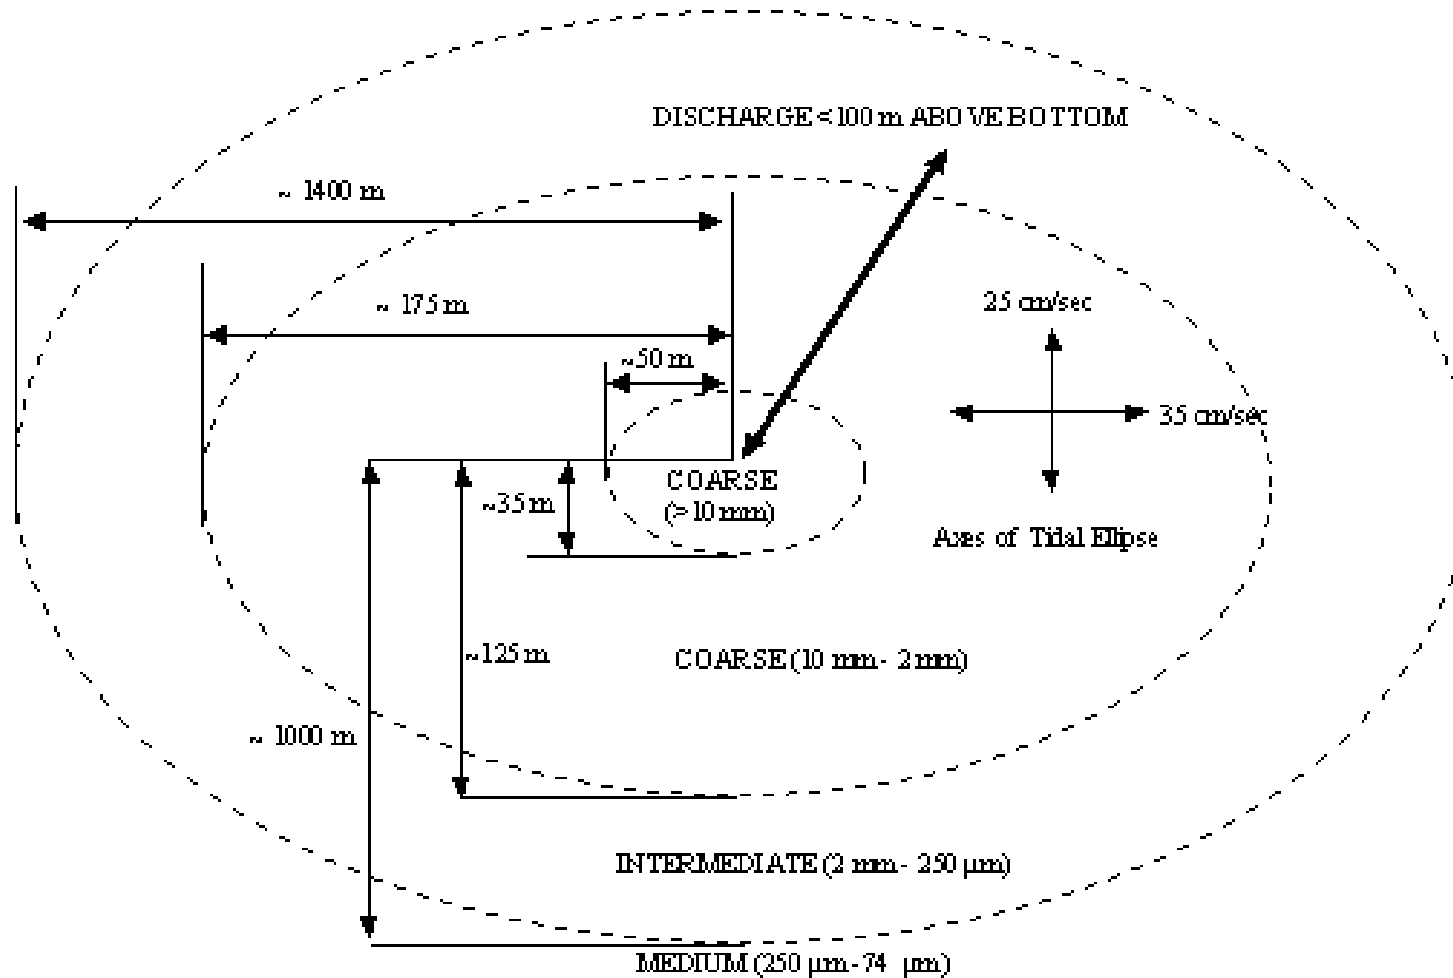 DISCHARGE <100 m ABOVE BOTTOM
~ 1400 m
~ 175 m
25 cm/sec
~50 m
35 cm/sec
COARSE
(>10 mm)
~35 m
Axes of Tidal Ellipse
~125 m
COARSE (10 mm - 2 mm)
~ 1000 m
INTERMEDIATE (2 mm - 250 µm)
MEDIUM (250 µm - 74 µm)